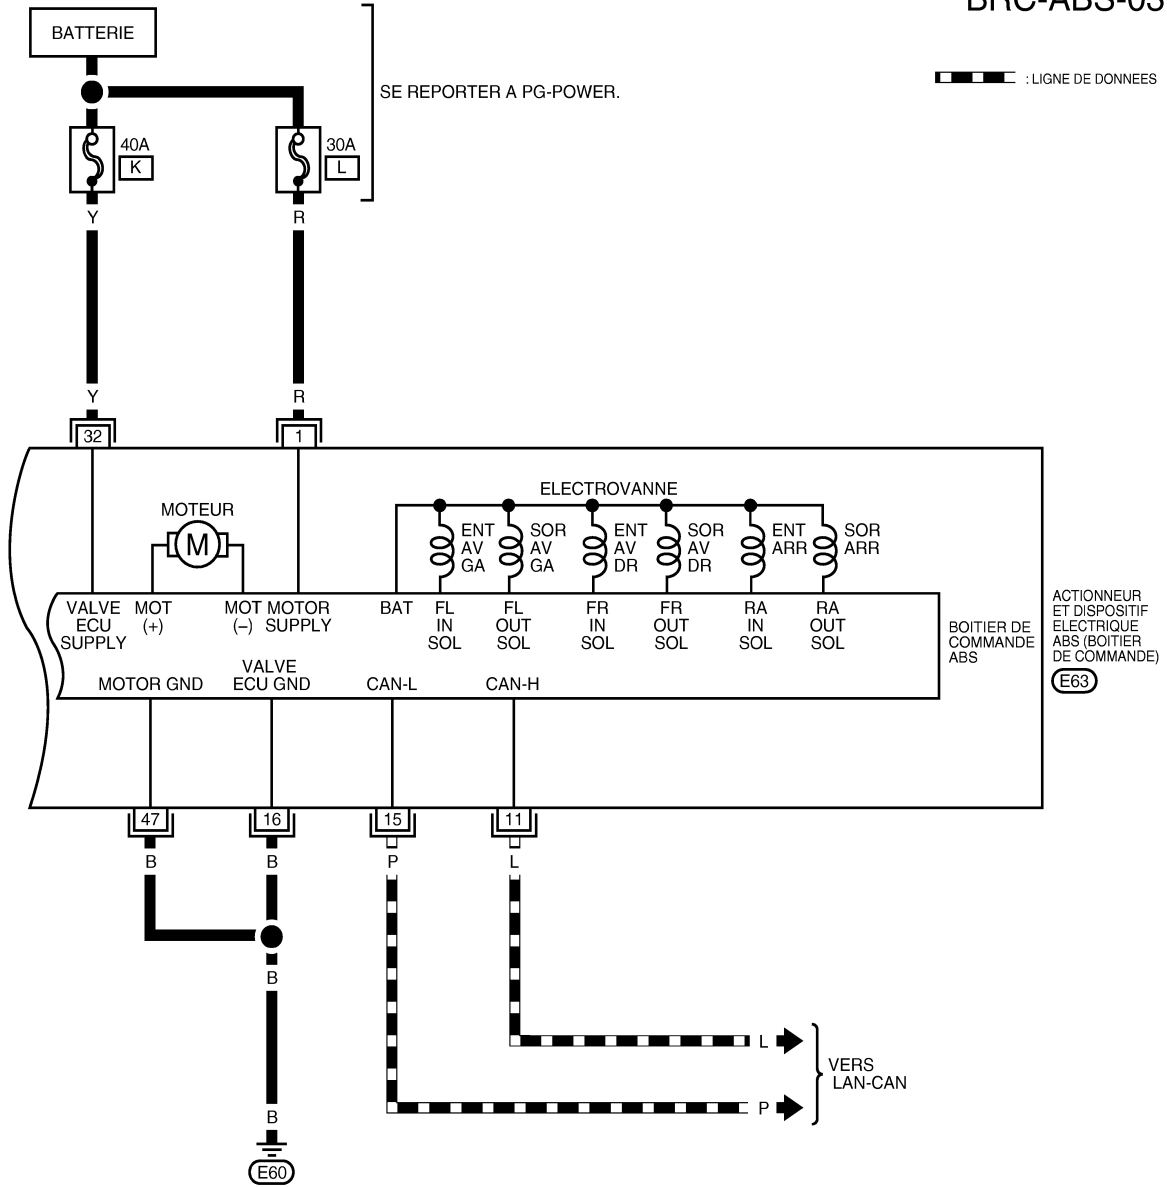 BRC-ABS-03
BATTERIE
: LIGNE DE DONNEES
SE REPORTER A PG-POWER.
40A
K
30A
L
Y
R
Y
R
32
1
ELECTROVANNE
MOTEUR
M
ENT
AV
GA
SOR
AV
GA
ENT
AV
DR
SOR
AV
DR
ENT
ARR
SOR
ARR
VALVE
ECU
SUPPLY
MOT
(+)
MOT
(−)
MOTOR
SUPPLY
BAT
FL
IN
SOL
FL
OUT
SOL
FR
IN
SOL
FR
OUT
SOL
RA
IN
SOL
RA
OUT
SOL
BOITIER DE
COMMANDE
ABS
ACTIONNEUR
ET DISPOSITIF
ELECTRIQUE
ABS (BOITIER
DE COMMANDE)
E63
MOTOR GND
VALVE
ECU GND
CAN-L
CAN-H
47
16
15
11
B
B
P
L
B
L
P
VERS
LAN-CAN
B
E60